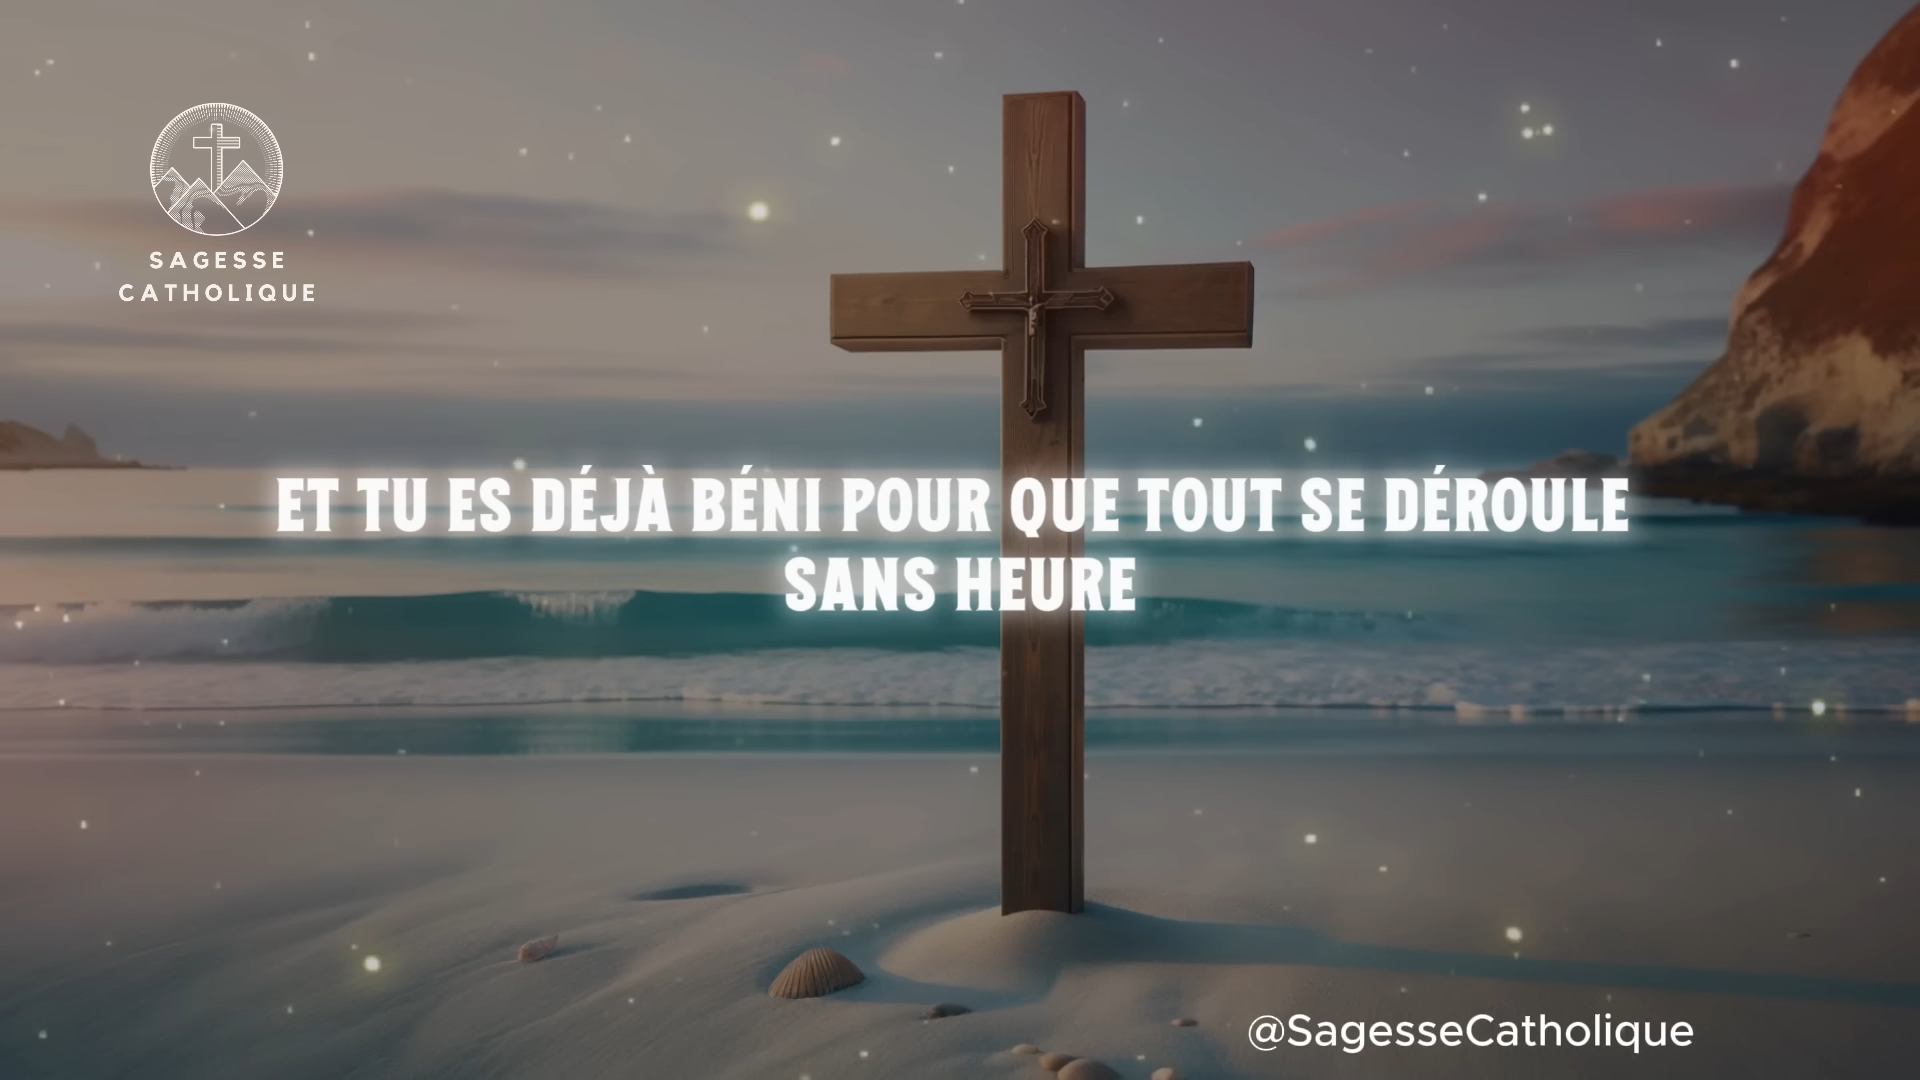 SAGESSE
CATHOLIQUE
ET TU ES DÉJÀ BÉNI POUR QUE TOUT SE DÉROULE
SANS HEURE
@SagesseCatholique